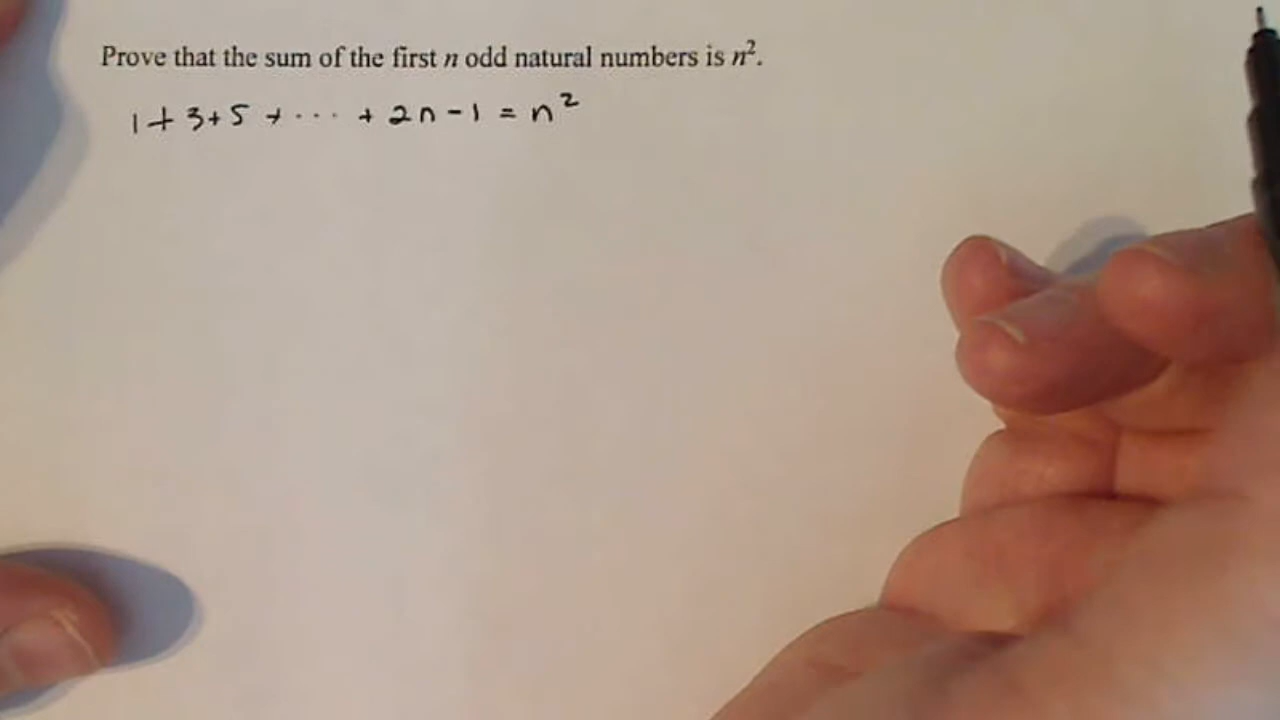 Prove that the sum of the first n odd natural numbers is n².
1+3+5+···+2n-1=n²